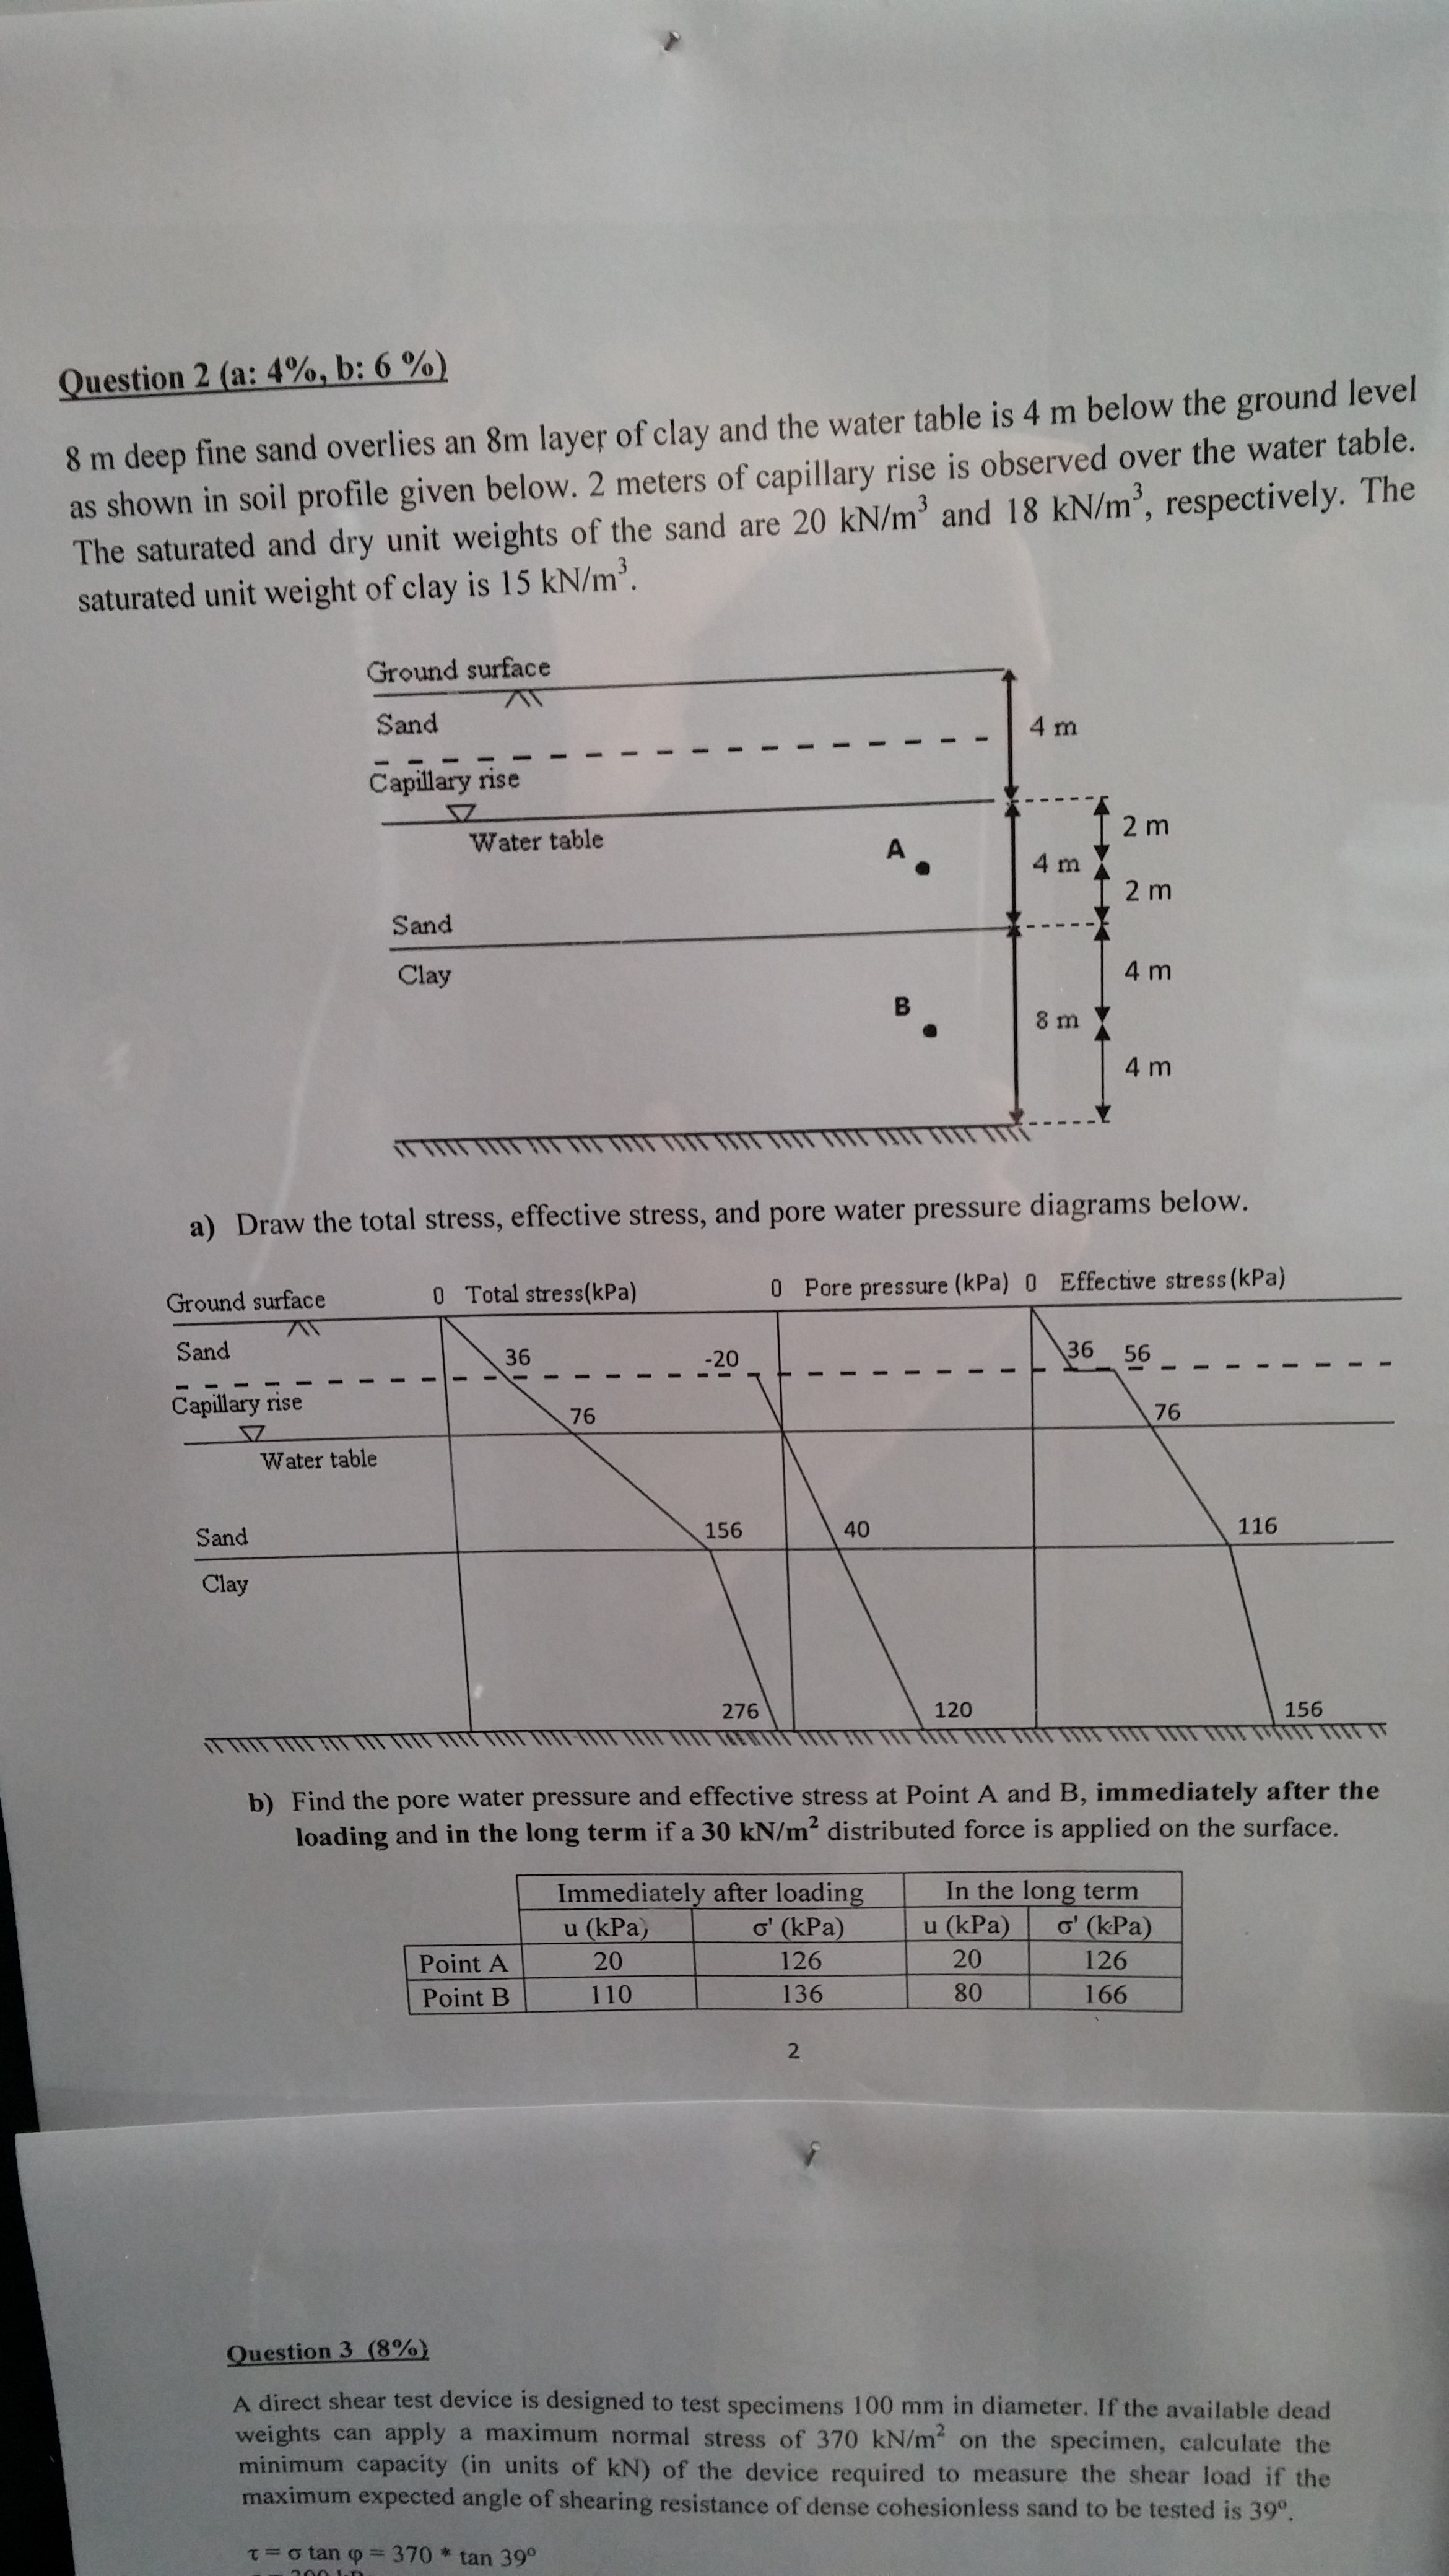 Question 2 (a: 4%, b: 6 %)
8 m deep fine sand overlies an 8m layer of clay and the water table is 4 m below the ground level
as shown in soil profile given below. 2 meters of capillary rise is observed over the water table.
The saturated and dry unit weights of the sand are 20 kN/m³ and 18 kN/m³, respectively. The
saturated unit weight of clay is 15 kN/m³.
Ground surface
Sand
4 m
Capillary rise
Water table
2 m
A
4 m
2 m
Sand
Clay
4 m
B
8 m
4 m
a) Draw the total stress, effective stress, and pore water pressure diagrams below.
Ground surface 0 Total stress(kPa) 0 Pore pressure (kPa) 0 Effective stress(kPa)
Sand 36 -20 36 56
Capillary rise 76 76
Water table
Sand 156 40 116
Clay
276 120 156
b) Find the pore water pressure and effective stress at Point A and B, immediately after the
loading and in the long term if a 30 kN/m² distributed force is applied on the surface.
Immediately after loading In the long term
u (kPa) σ' (kPa) u (kPa) σ' (kPa)
Point A 20 126 20 126
Point B 110 136 80 166
2
Question 3 (8%)
A direct shear test device is designed to test specimens 100 mm in diameter. If the available dead
weights can apply a maximum normal stress of 370 kN/m² on the specimen, calculate the
minimum capacity (in units of kN) of the device required to measure the shear load if the
maximum expected angle of shearing resistance of dense cohesionless sand to be tested is 39º.
τ = σ tan φ = 370 * tan 39º